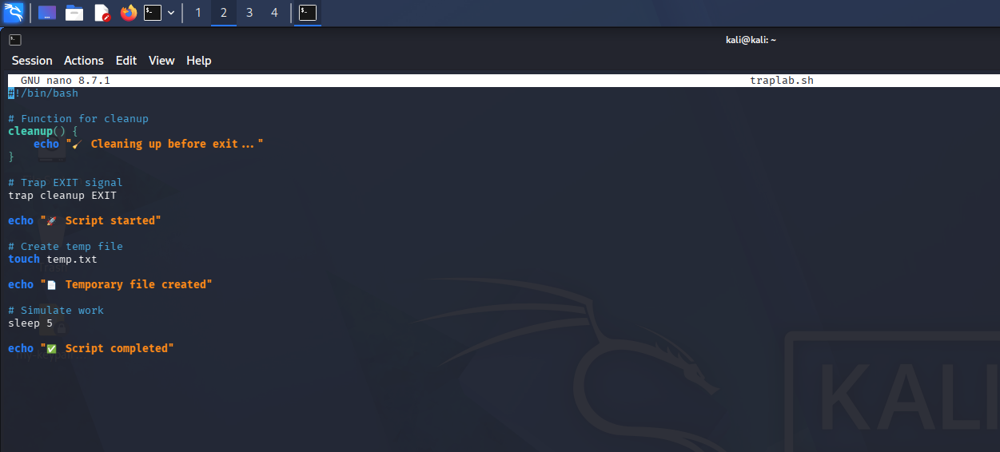 1 2 3 4
kali@kali: ~
Session Actions Edit View Help
GNU nano 8.7.1 traplab.sh
#!/bin/bash
# Function for cleanup
cleanup() {
echo "🧹 Cleaning up before exit..."
}
# Trap EXIT signal
trap cleanup EXIT
echo "🚀 Script started"
# Create temp file
touch temp.txt
echo "📄 Temporary file created"
# Simulate work
sleep 5
echo "✅ Script completed"
KALI